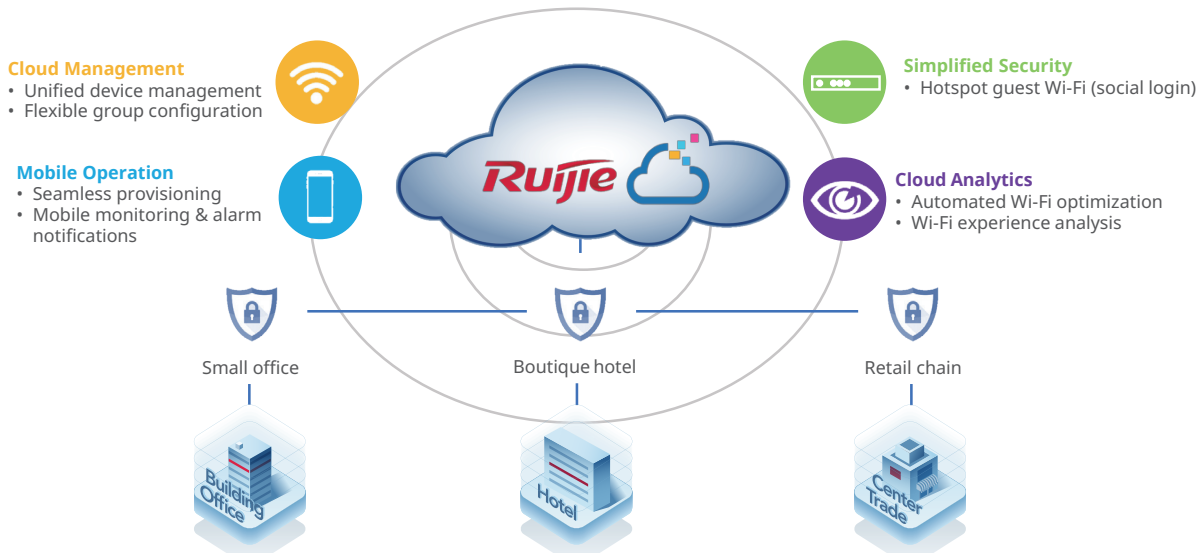 Cloud Management
• Unified device management
• Flexible group configuration
Mobile Operation
• Seamless provisioning
• Mobile monitoring & alarm
notifications
Ruijie
Simplified Security
• Hotspot guest Wi-Fi (social login)
Cloud Analytics
• Automated Wi-Fi optimization
• Wi-Fi experience analysis
Small office
Boutique hotel
Retail chain
Building
Office
Hotel
Center
Trade